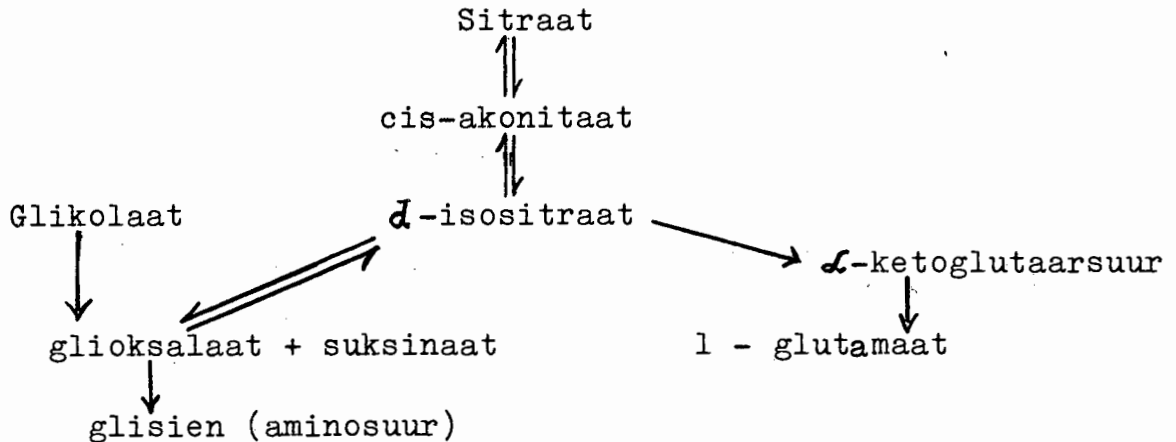 Sitraat
cis-akonitaat
Glikolaat
d-isositraat
α-ketoglutaarsuur
glioksalaat + suksinaat
l - glutamaat
glisien (aminosuur)